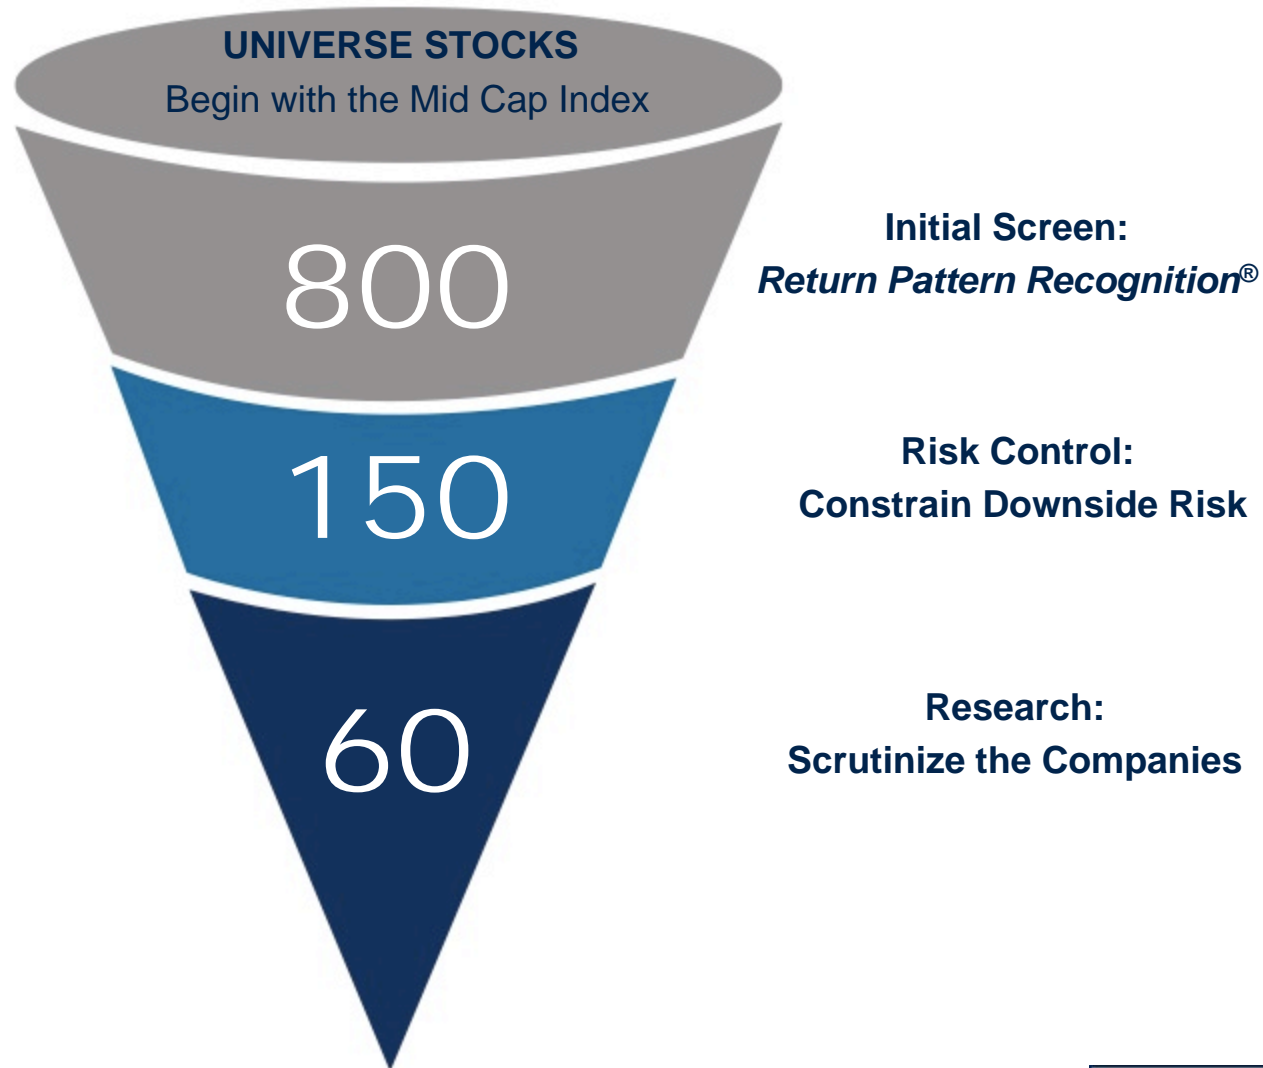 UNIVERSE STOCKS
Begin with the Mid Cap Index
800
Initial Screen:
Return Pattern Recognition®
150
Risk Control:
Constrain Downside Risk
60
Research:
Scrutinize the Companies